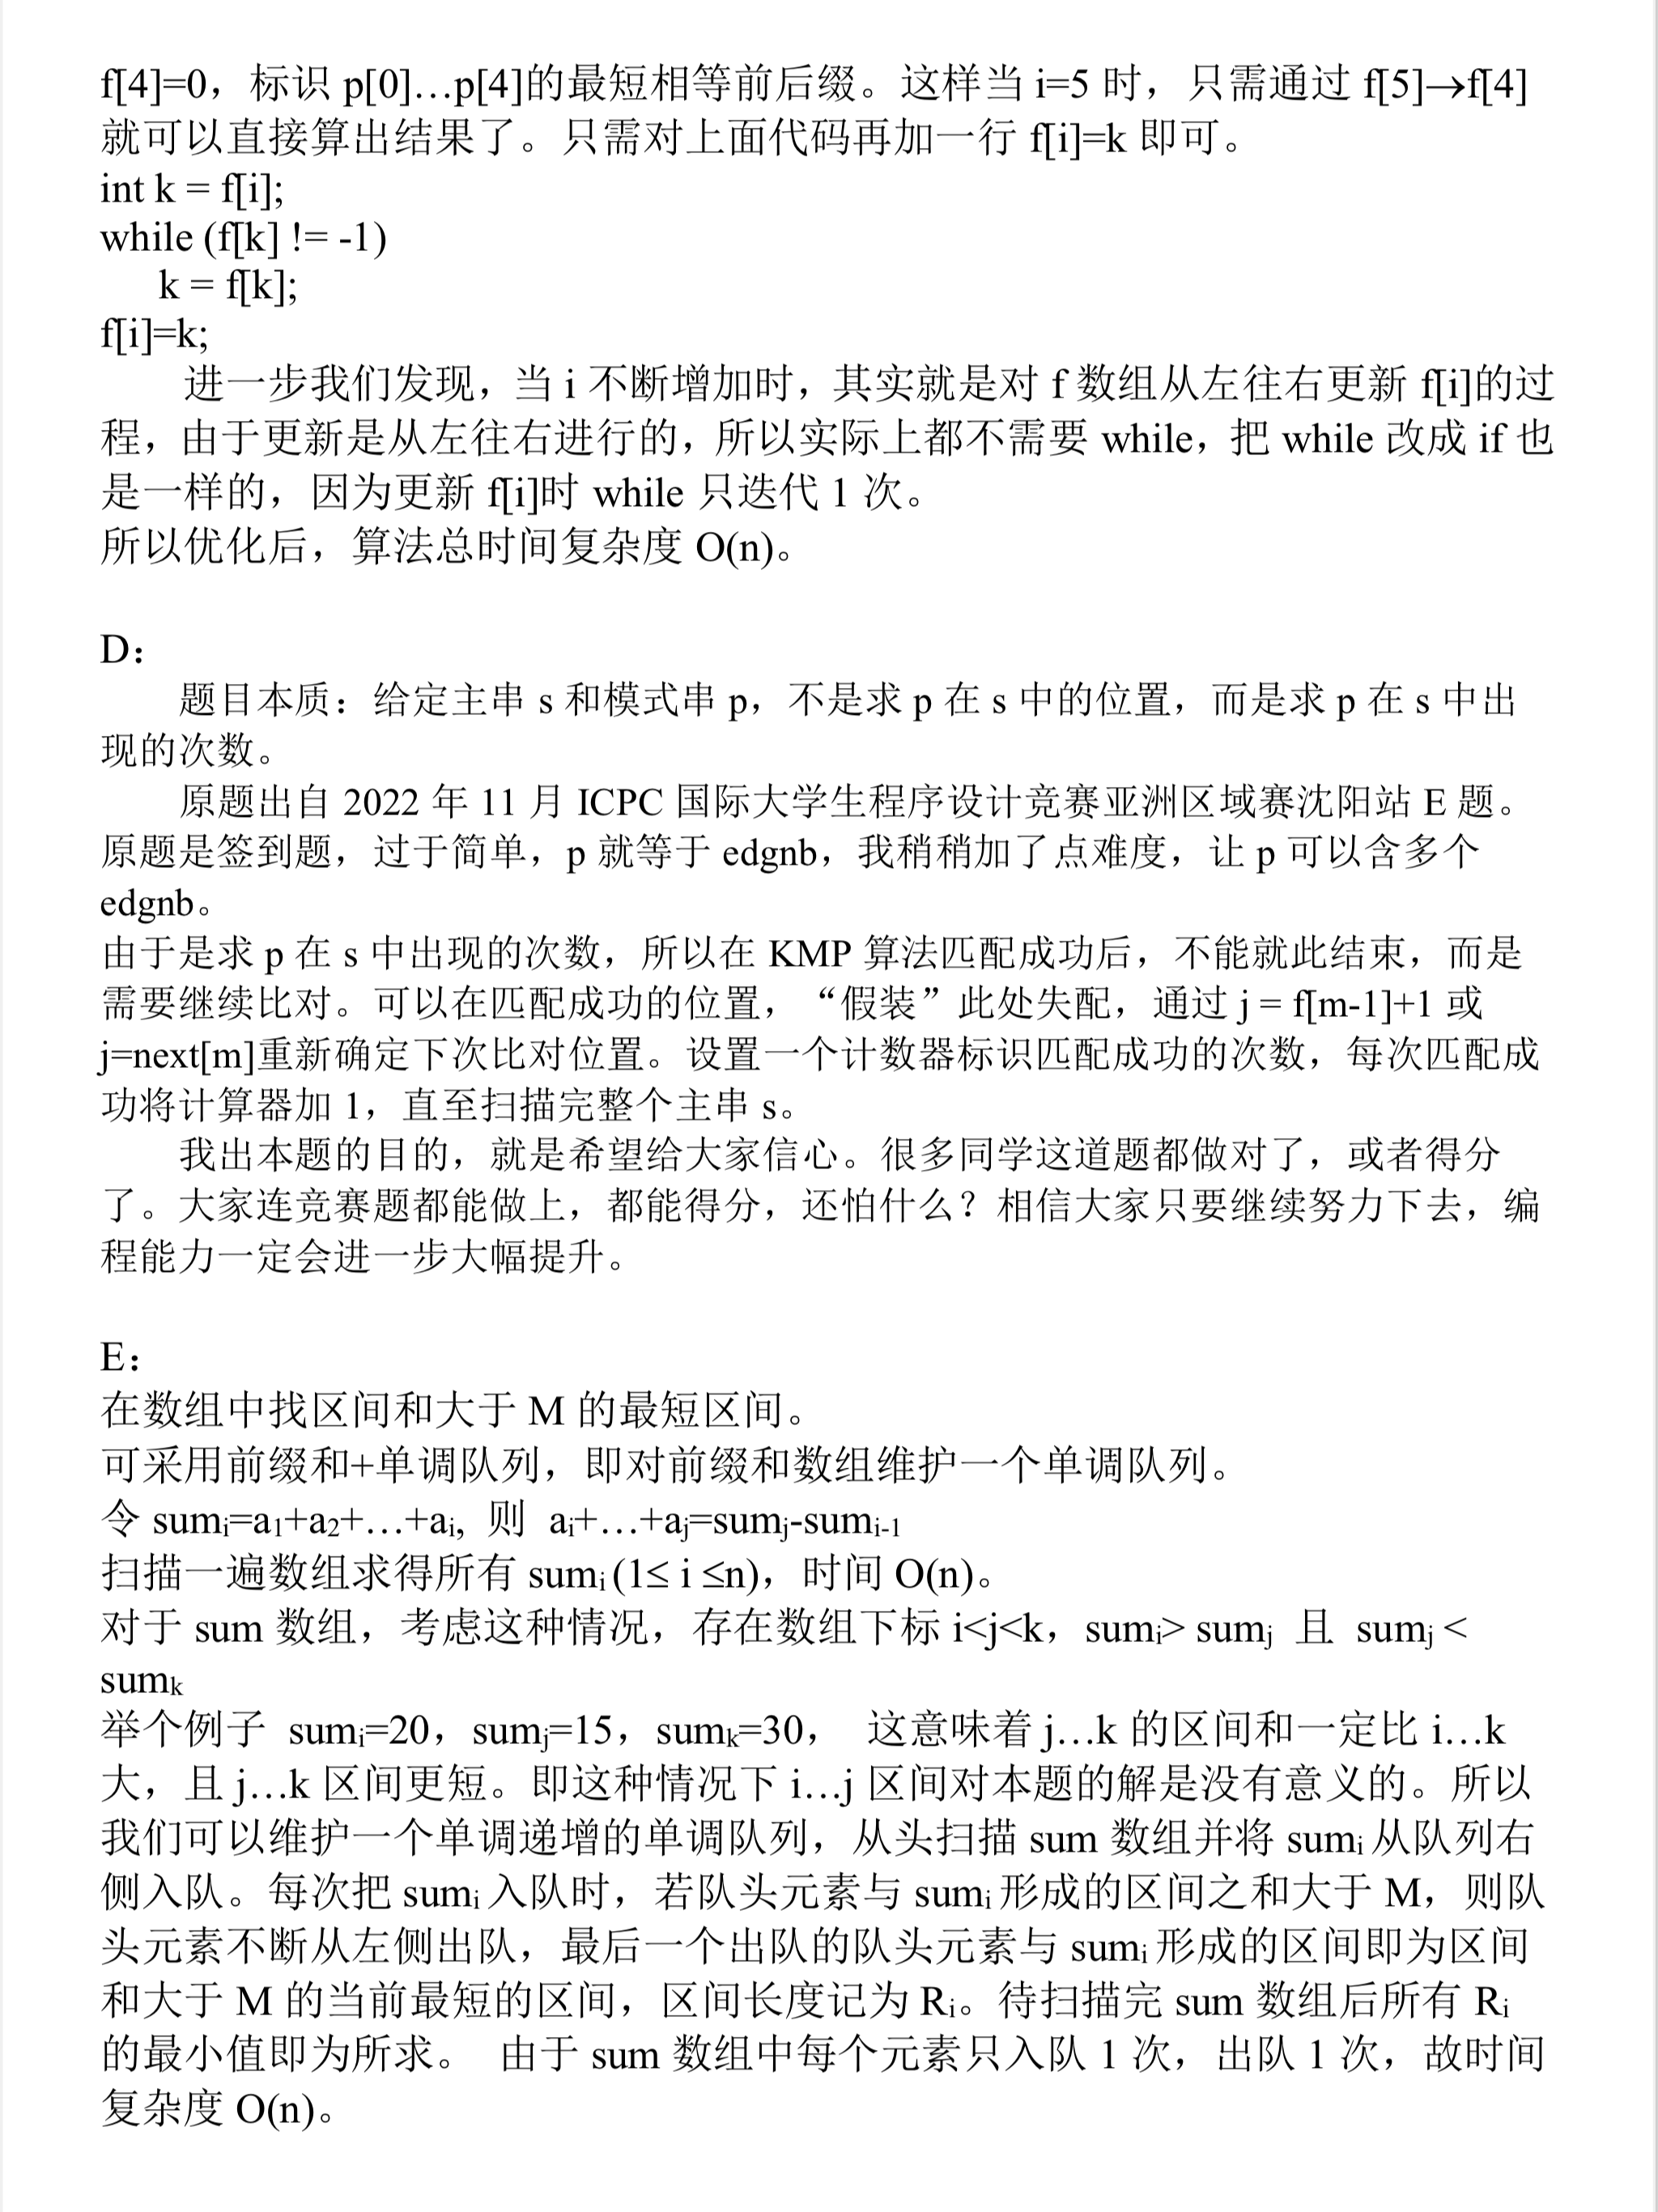 f[4]=0，标识 p[0]…p[4]的最短相等前后缀。这样当 i=5 时，只需通过 f[5]→f[4]
就可以直接算出结果了。只需对上面代码再加一行 f[i]=k 即可。
int k = f[i];
while (f[k] != -1)
k = f[k];
f[i]=k;
进一步我们发现，当 i 不断增加时，其实就是对 f 数组从左往右更新 f[i]的过
程，由于更新是从左往右进行的，所以实际上都不需要 while，把 while 改成 if 也
是一样的，因为更新 f[i]时 while 只迭代 1 次。
所以优化后，算法总时间复杂度 O(n)。
D：
题目本质：给定主串 s 和模式串 p，不是求 p 在 s 中的位置，而是求 p 在 s 中出
现的次数。
原题出自 2022 年 11 月 ICPC 国际大学生程序设计竞赛亚洲区域赛沈阳站 E 题。
原题是签到题，过于简单，p 就等于 edgnb，我稍稍加了点难度，让 p 可以含多个
edgnb。
由于是求 p 在 s 中出现的次数，所以在 KMP 算法匹配成功后，不能就此结束，而是
需要继续比对。可以在匹配成功的位置，“假装”此处失配，通过 j = f[m-1]+1 或
j=next[m]重新确定下次比对位置。设置一个计数器标识匹配成功的次数，每次匹配成
功将计算器加 1，直至扫描完整个主串 s。
我出本题的目的，就是希望给大家信心。很多同学这道题都做对了，或者得分
了。大家连竞赛题都能做上，都能得分，还怕什么？相信大家只要继续努力下去，编
程能力一定会进一步大幅提升。
E：
在数组中找区间和大于 M 的最短区间。
可采用前缀和+单调队列，即对前缀和数组维护一个单调队列。
令 sumᵢ=a₁+a₂+…+aᵢ, 则 aᵢ+…+aⱼ=sumⱼ-sumᵢ₋₁
扫描一遍数组求得所有 sumᵢ (1≤ i ≤n)，时间 O(n)。
对于 sum 数组，考虑这种情况，存在数组下标 i<j<k，sumᵢ> sumⱼ 且 sumⱼ <
sumₖ
举个例子 sumᵢ=20，sumⱼ=15，sumₖ=30， 这意味着 j…k 的区间和一定比 i…k
大，且 j…k 区间更短。即这种情况下 i…j 区间对本题的解是没有意义的。所以
我们可以维护一个单调递增的单调队列，从头扫描 sum 数组并将 sumᵢ 从队列右
侧入队。每次把 sumᵢ 入队时，若队头元素与 sumᵢ 形成的区间之和大于 M，则队
头元素不断从左侧出队，最后一个出队的队头元素与 sumᵢ 形成的区间即为区间
和大于 M 的当前最短的区间，区间长度记为 Rᵢ。待扫描完 sum 数组后所有 Rᵢ
的最小值即为所求。 由于 sum 数组中每个元素只入队 1 次，出队 1 次，故时间
复杂度 O(n)。